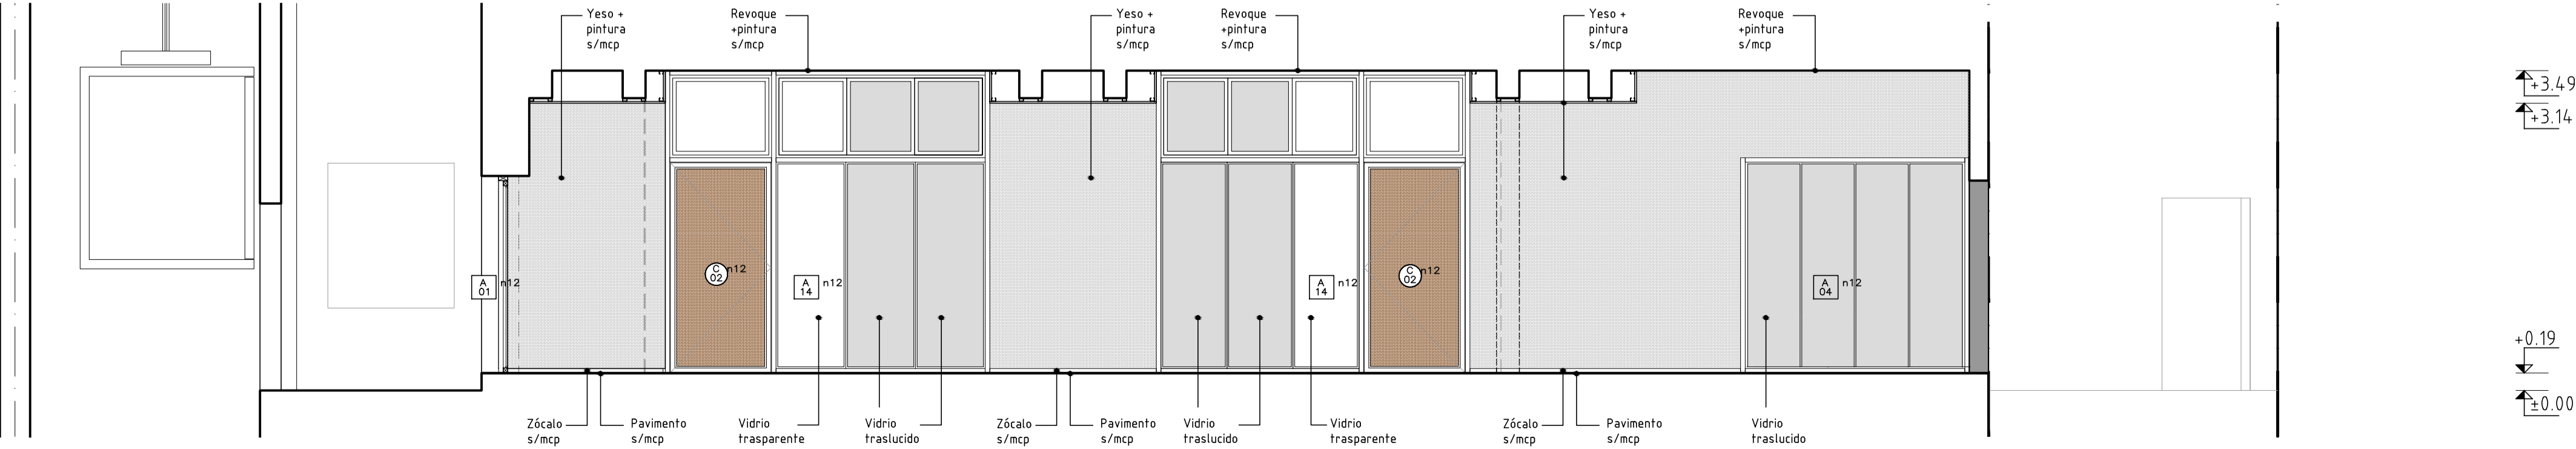 Yeso +
pintura
s/mcp
Revoque
+pintura
s/mcp
Yeso +
pintura
s/mcp
Revoque
+pintura
s/mcp
Yeso +
pintura
s/mcp
Revoque
+pintura
s/mcp
+3.49
+3.14
A
01
n12
C
02
n12
A
14
n12
A
14
n12
C
02
n12
A
04
n12
+0.19
±0.00
Zócalo
s/mcp
Pavimento
s/mcp
Vidrio
trasparente
Vidrio
traslucido
Zócalo
s/mcp
Pavimento
s/mcp
Vidrio
traslucido
Vidrio
trasparente
Zócalo
s/mcp
Pavimento
s/mcp
Vidrio
traslucido